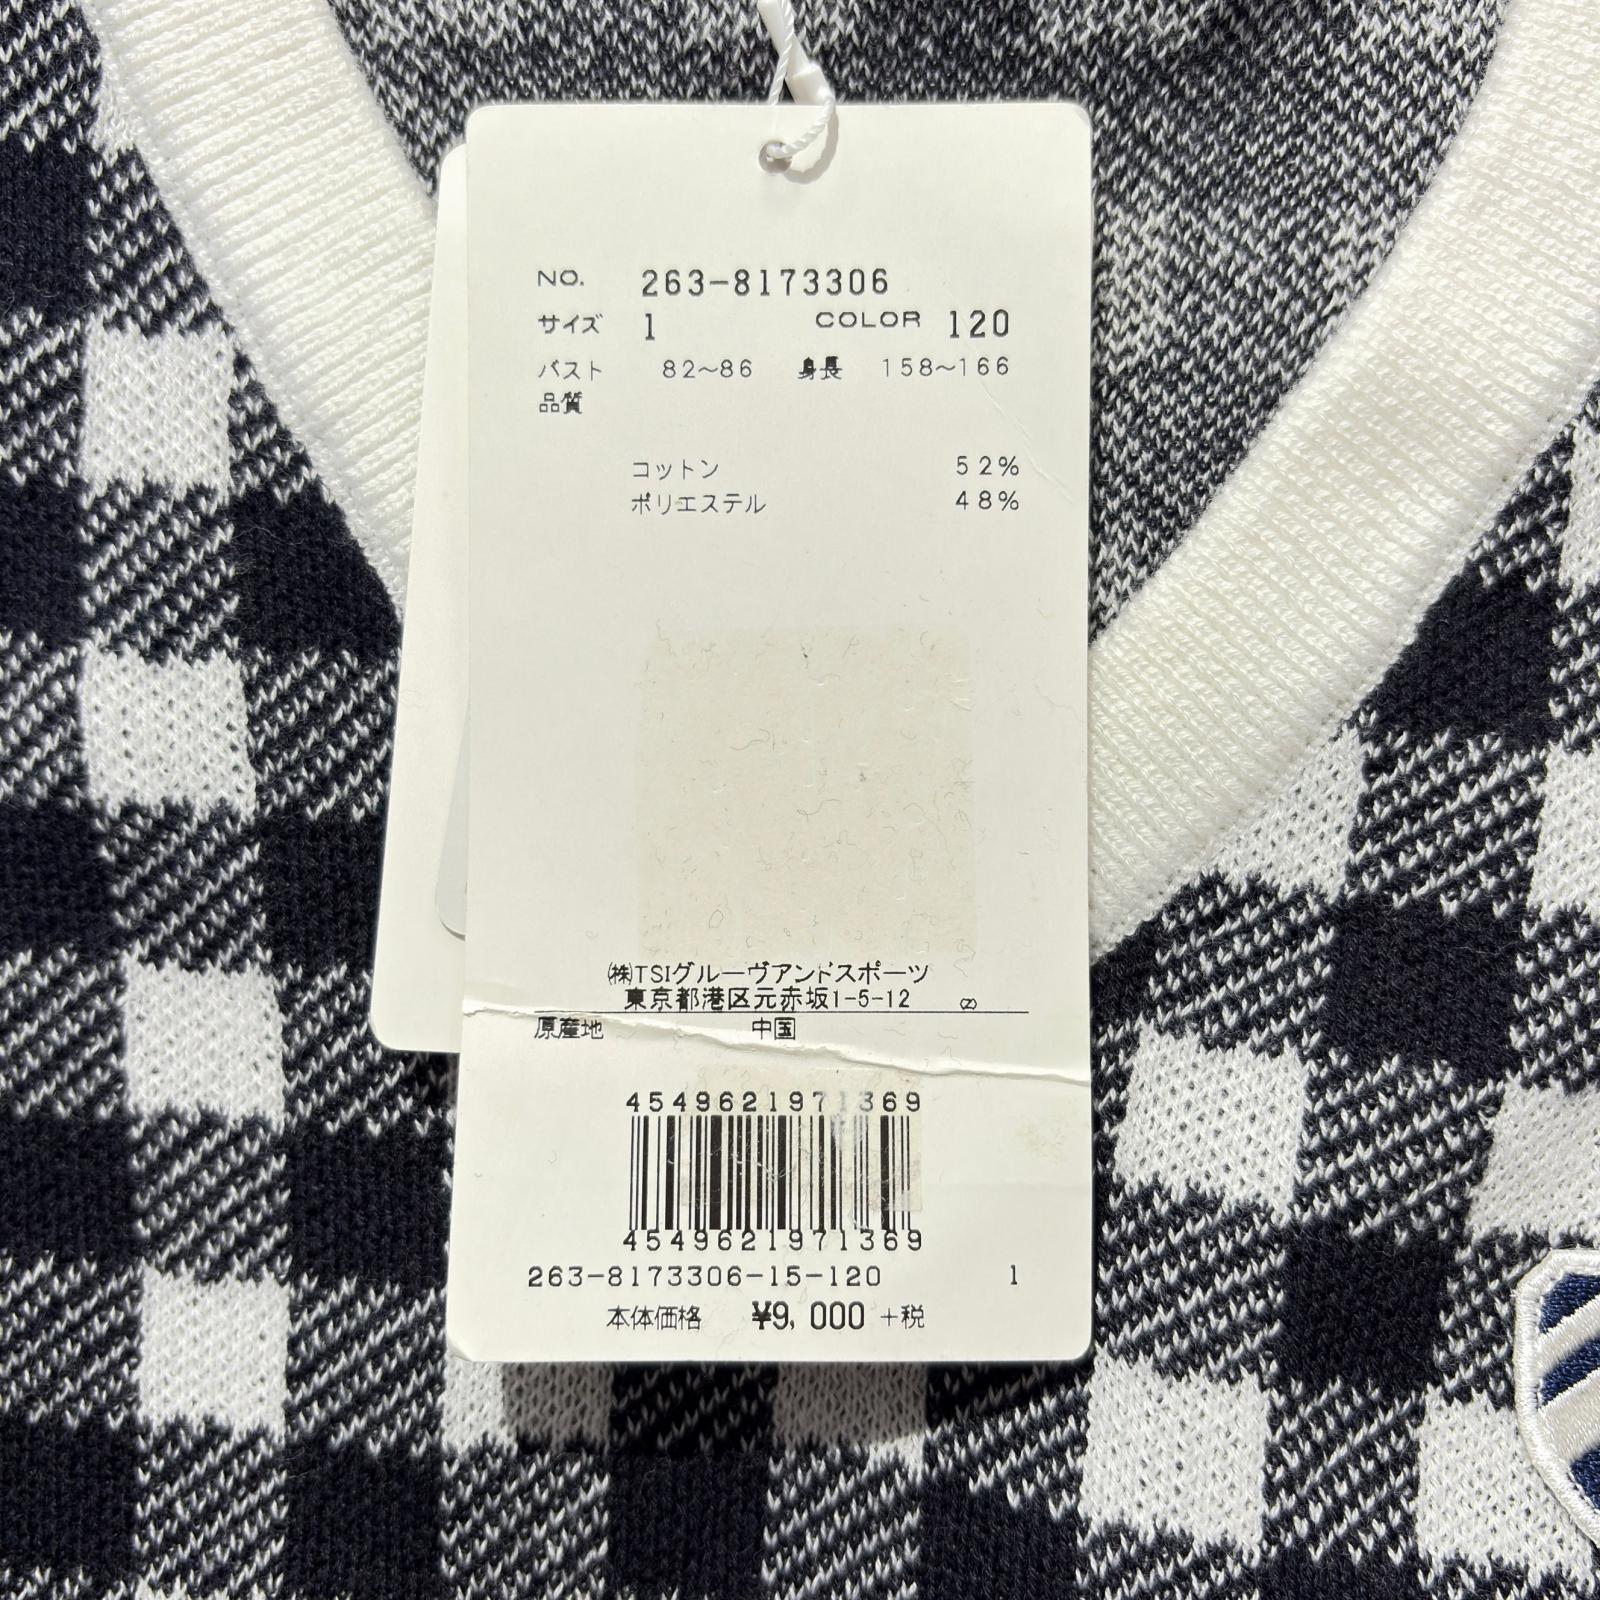 NO. 263-8173306
サイズ 1 COLOR 120
バスト 82~86 身長 158~166
品質
コットン 52%
ポリエステル 48%
㈱TSIグルーヴアンドスポーツ
東京都港区元赤坂1-5-12 (Z)
原産地 中国
4549621971369
4549621971369
263-8173306-15-120 1
本体価格 ¥9,000 +税